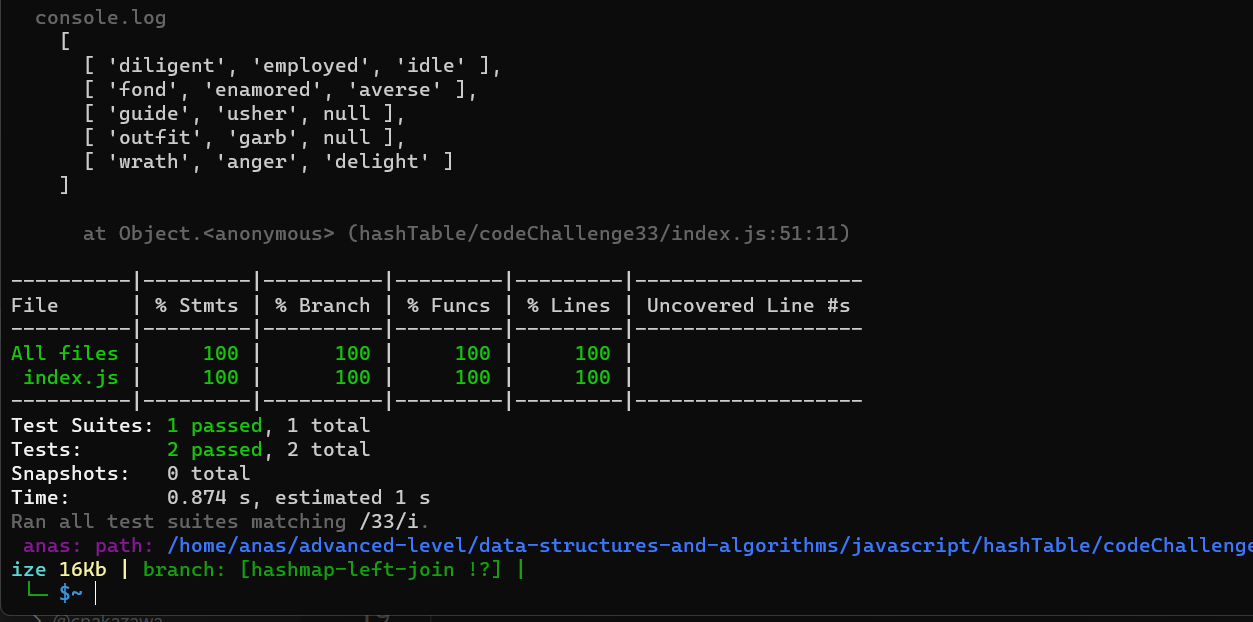 console.log
[
[ 'diligent', 'employed', 'idle' ],
[ 'fond', 'enamored', 'averse' ],
[ 'guide', 'usher', null ],
[ 'outfit', 'garb', null ],
[ 'wrath', 'anger', 'delight' ]
]
at Object.<anonymous> (hashTable/codeChallenge33/index.js:51:11)
----------|---------|----------|---------|---------|-------------------
File      | % Stmts | % Branch | % Funcs | % Lines | Uncovered Line #s
----------|---------|----------|---------|---------|-------------------
All files |     100 |      100 |     100 |     100 |
 index.js |     100 |      100 |     100 |     100 |
----------|---------|----------|---------|---------|-------------------
Test Suites: 1 passed, 1 total
Tests:       2 passed, 2 total
Snapshots:   0 total
Time:        0.874 s, estimated 1 s
Ran all test suites matching /33/i.
anas: path: /home/anas/advanced-level/data-structures-and-algorithms/javascript/hashTable/codeChallenge
ize 16Kb | branch: [hashmap-left-join !?] |
└─ $~